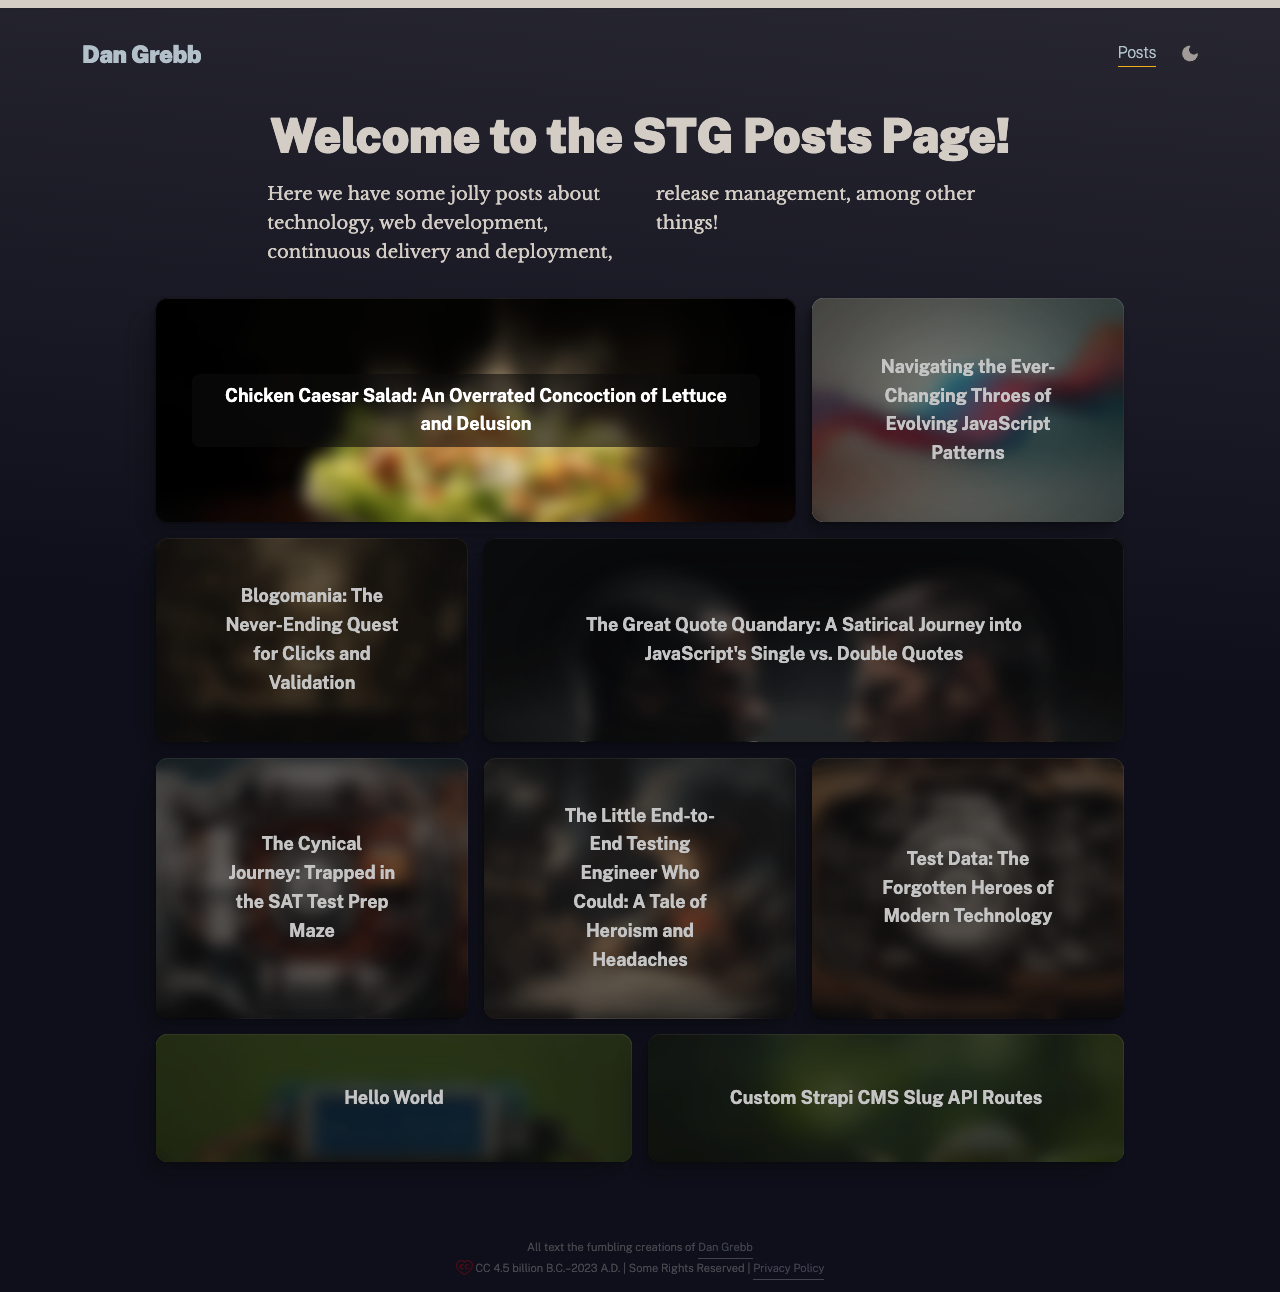 Dan Grebb
Posts
Welcome to the STG Posts Page!
Here we have some jolly posts about
technology, web development,
continuous delivery and deployment,
release management, among other
things!
Chicken Caesar Salad: An Overrated Concoction of Lettuce
and Delusion
Navigating the Ever-
Changing Throes of
Evolving JavaScript
Patterns
Blogomania: The
Never-Ending Quest
for Clicks and
Validation
The Great Quote Quandary: A Satirical Journey into
JavaScript's Single vs. Double Quotes
The Cynical
Journey: Trapped in
the SAT Test Prep
Maze
The Little End-to-
End Testing
Engineer Who
Could: A Tale of
Heroism and
Headaches
Test Data: The
Forgotten Heroes of
Modern Technology
Hello World
Custom Strapi CMS Slug API Routes
All text the fumbling creations of Dan Grebb
CC 4.5 billion B.C.–2023 A.D. | Some Rights Reserved | Privacy Policy